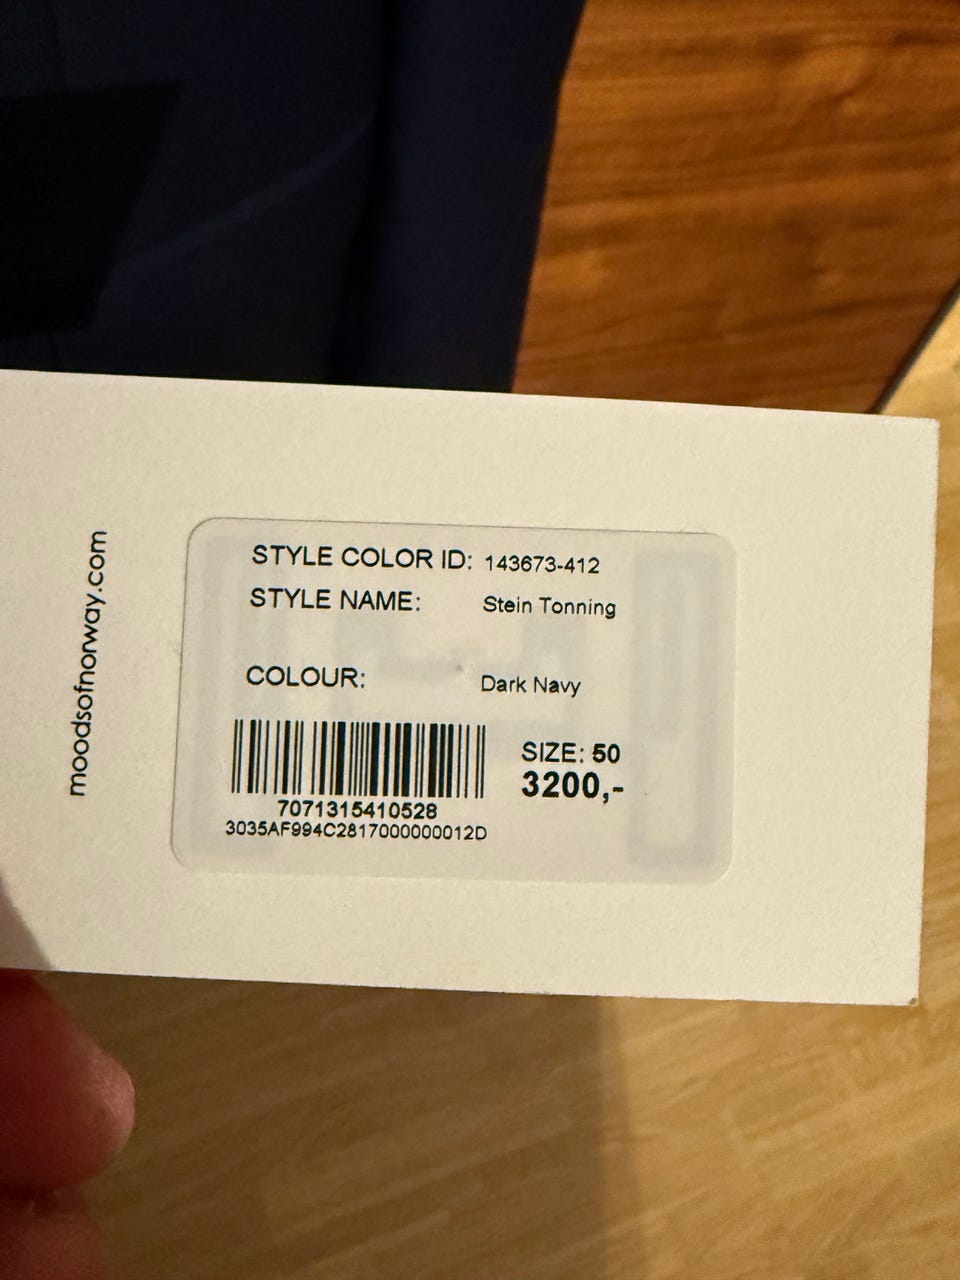 moodsofnorway.com
STYLE COLOR ID: 143673-412
STYLE NAME: Stein Tonning
COLOUR: Dark Navy
SIZE: 50
3200,-
7071315410528
3035AF994C2817000000012D